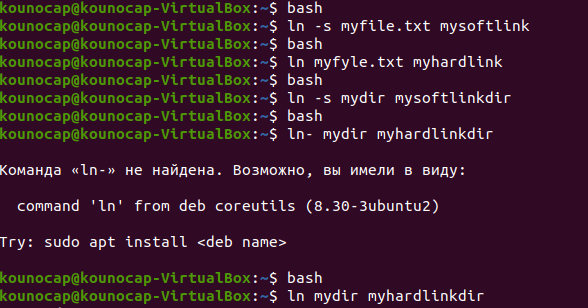 kounocap@kounocap-VirtualBox:~$ bash
kounocap@kounocap-VirtualBox:~$ ln -s myfile.txt mysoftlink
kounocap@kounocap-VirtualBox:~$ bash
kounocap@kounocap-VirtualBox:~$ ln myfyle.txt myhardlink
kounocap@kounocap-VirtualBox:~$ bash
kounocap@kounocap-VirtualBox:~$ ln -s mydir mysoftlinkdir
kounocap@kounocap-VirtualBox:~$ bash
kounocap@kounocap-VirtualBox:~$ ln- mydir myhardlinkdir
Команда «ln-» не найдена. Возможно, вы имели в виду:
command 'ln' from deb coreutils (8.30-3ubuntu2)
Try: sudo apt install <deb name>
kounocap@kounocap-VirtualBox:~$ bash
kounocap@kounocap-VirtualBox:~$ ln mydir myhardlinkdir